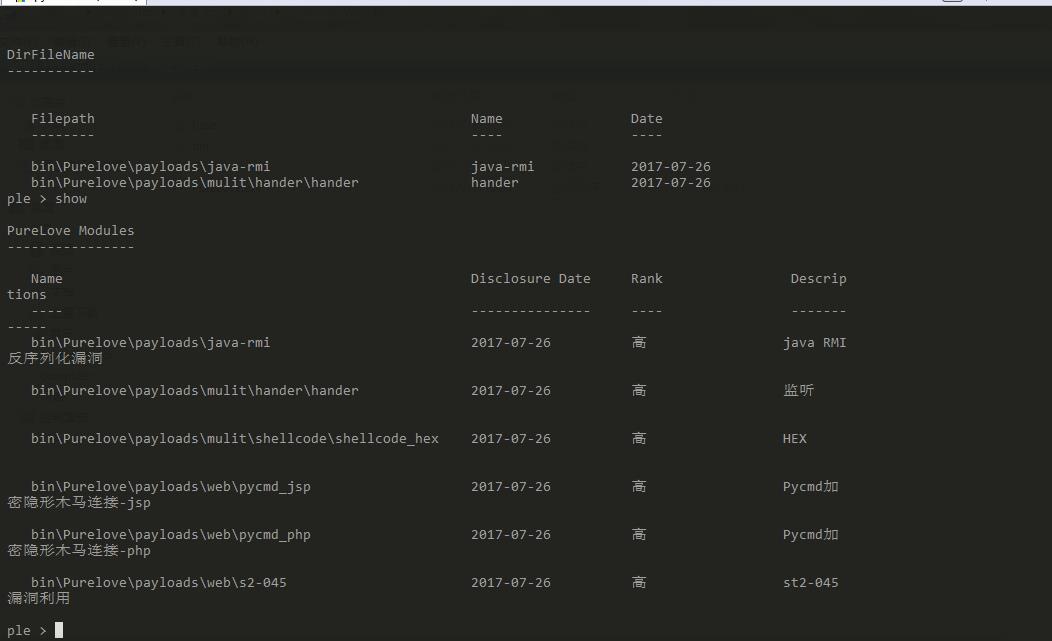 DirFileName
-----------
Filepath Name Date
-------- ---- ----
bin\Purelove\payloads\java-rmi java-rmi 2017-07-26
bin\Purelove\payloads\mulit\hander\hander hander 2017-07-26
ple > show
PureLove Modules
----------------
Name Disclosure Date Rank Descrip
tions
---- --------------- ---- -------
-----
bin\Purelove\payloads\java-rmi 2017-07-26 高 java RMI
反序列化漏洞
bin\Purelove\payloads\mulit\hander\hander 2017-07-26 高 监听
bin\Purelove\payloads\mulit\shellcode\shellcode_hex 2017-07-26 高 HEX
bin\Purelove\payloads\web\pycmd_jsp 2017-07-26 高 Pycmd加
密隐形木马连接-jsp
bin\Purelove\payloads\web\pycmd_php 2017-07-26 高 Pycmd加
密隐形木马连接-php
bin\Purelove\payloads\web\s2-045 2017-07-26 高 st2-045
漏洞利用
ple >